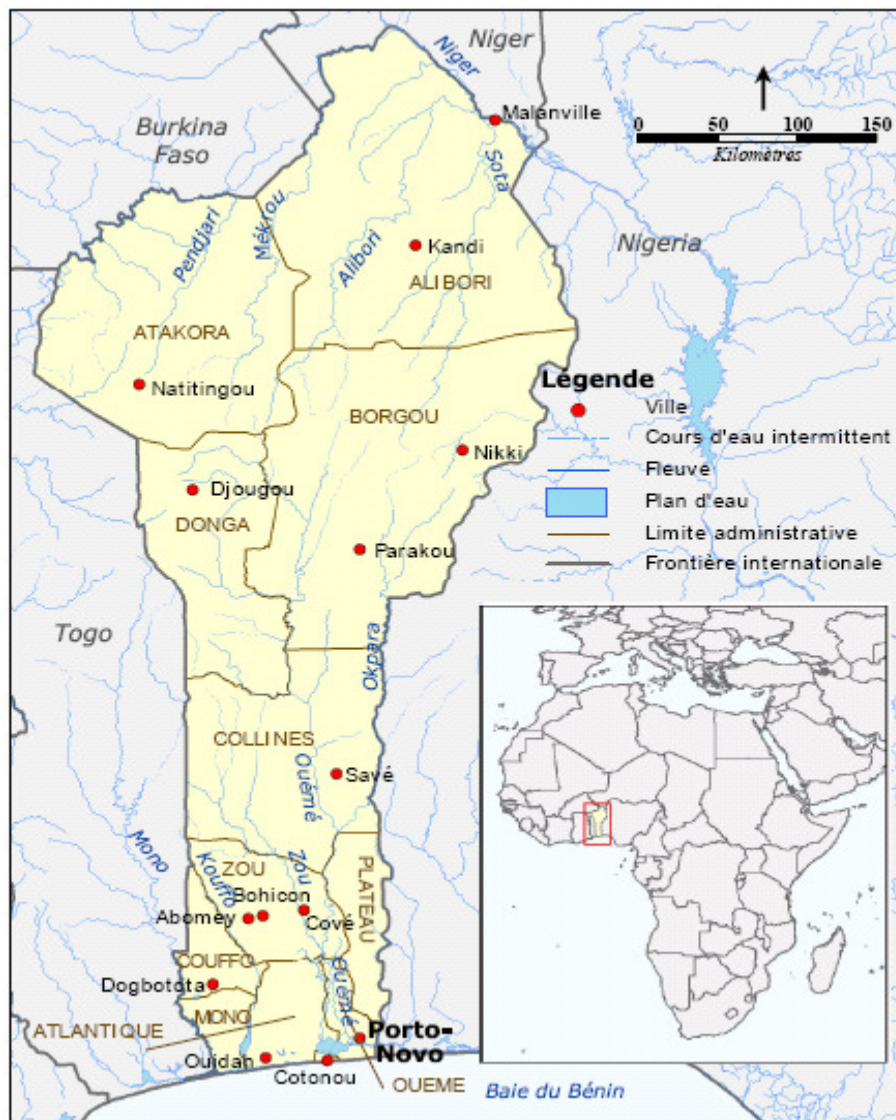 Niger
Niger
Malanville
0 50 100 150
Kilomètres
Burkina
Faso
Sota
Pendjari
Mékrou
Alibori
Kandi
Nigeria
ALIBORI
ATAKORA
Natitingou
BORGOU
Nikki
Légende
Ville
Cours d'eau intermittent
Fleuve
Plan d'eau
Limite administrative
Frontière internationale
Djougou
DONGA
Parakou
Togo
Okpara
COLLINES
Ouémé
Savé
Mono
ZOU
Zou
Kouffo
PLATEAU
Bohicon
Abomey
Cové
COUFFO
Dogbotota
Ouémé
MONO
ATLANTIQUE
Porto-
Novo
Ouidah
Cotonou
OUEME
Baie du Bénin